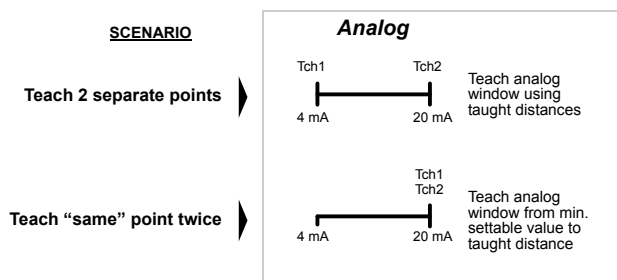 SCENARIO
Analog
Tch1 Tch2
Teach 2 separate points
4 mA 20 mA
Teach analog
window using
taught distances
Tch1
Tch2
Teach “same” point twice
4 mA 20 mA
Teach analog
window from min.
settable value to
taught distance